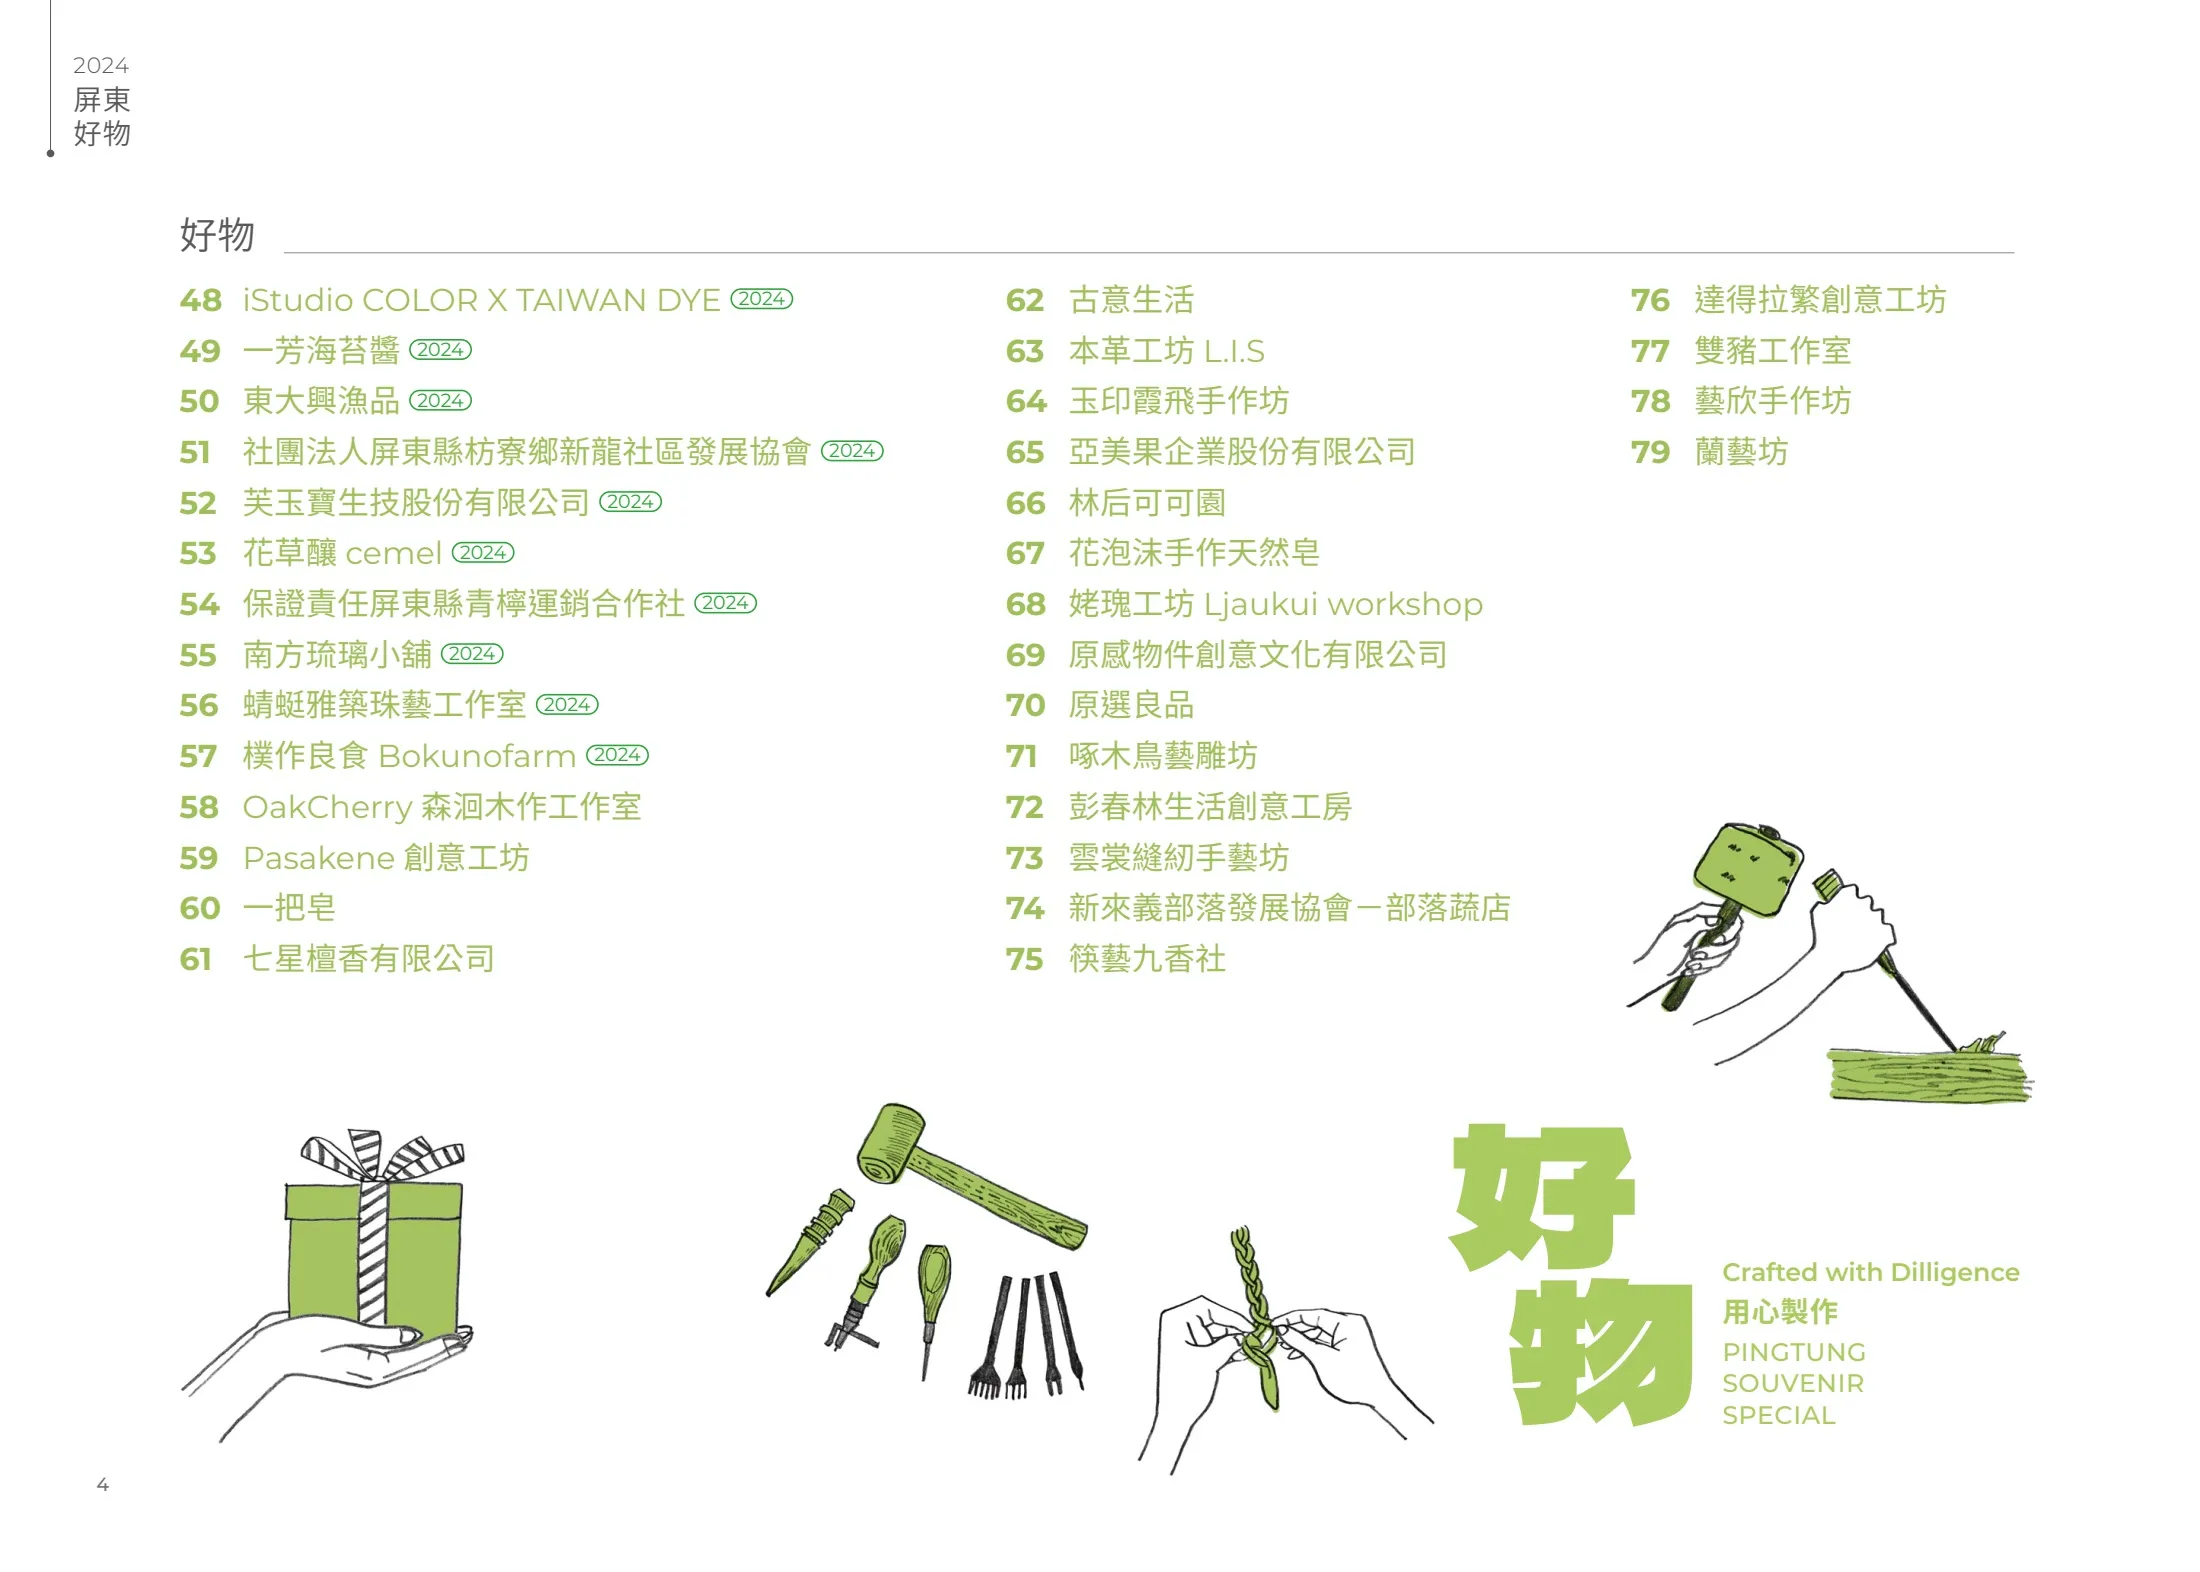 2024
屏東
好物
好物
48 iStudio COLOR X TAIWAN DYE 2024
49 一芳海苔醬 2024
50 東大興漁品 2024
51 社團法人屏東縣枋寮鄉新龍社區發展協會 2024
52 芙玉寶生技股份有限公司 2024
53 花草釀 cemel 2024
54 保證責任屏東縣青檸運銷合作社 2024
55 南方琉璃小舖 2024
56 蜻蜓雅築珠藝工作室 2024
57 樸作良食 Bokunofarm 2024
58 OakCherry 森洄木作工作室
59 Pasakene 創意工坊
60 一把皂
61 七星檀香有限公司
62 古意生活
63 本革工坊 L.I.S
64 玉印霞飛手作坊
65 亞美果企業股份有限公司
66 林后可可園
67 花泡沫手作天然皂
68 姥瑰工坊 Ljaukui workshop
69 原感物件創意文化有限公司
70 原選良品
71 啄木鳥藝雕坊
72 彭春林生活創意工房
73 雲裳縫紉手藝坊
74 新來義部落發展協會－部落蔬店
75 筷藝九香社
76 達得拉繁創意工坊
77 雙豬工作室
78 藝欣手作坊
79 蘭藝坊
好
物
Crafted with Dilligence
用心製作
PINGTUNG
SOUVENIR
SPECIAL
4